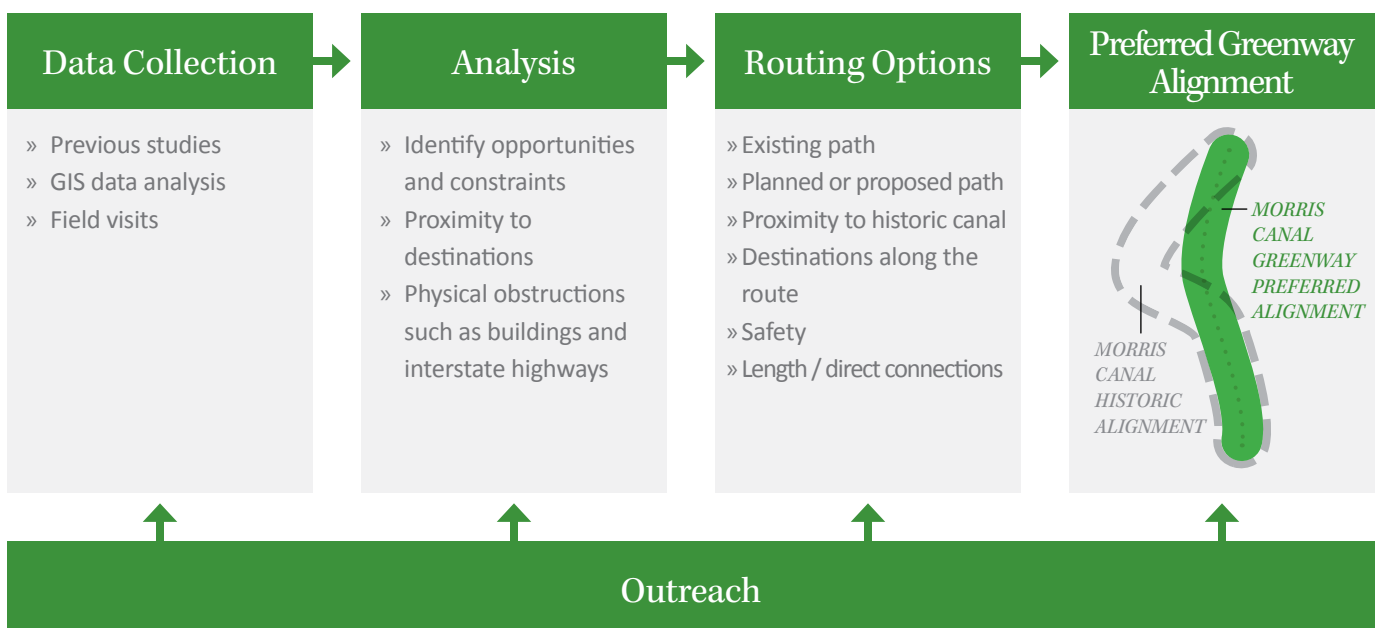 Data Collection
» Previous studies
» GIS data analysis
» Field visits
Analysis
» Identify opportunities
and constraints
» Proximity to
destinations
» Physical obstructions
such as buildings and
interstate highways
Routing Options
» Existing path
» Planned or proposed path
» Proximity to historic canal
» Destinations along the
route
» Safety
» Length / direct connections
Preferred Greenway
Alignment
MORRIS
CANAL
GREENWAY
PREFERRED
ALIGNMENT
MORRIS
CANAL
HISTORIC
ALIGNMENT
Outreach